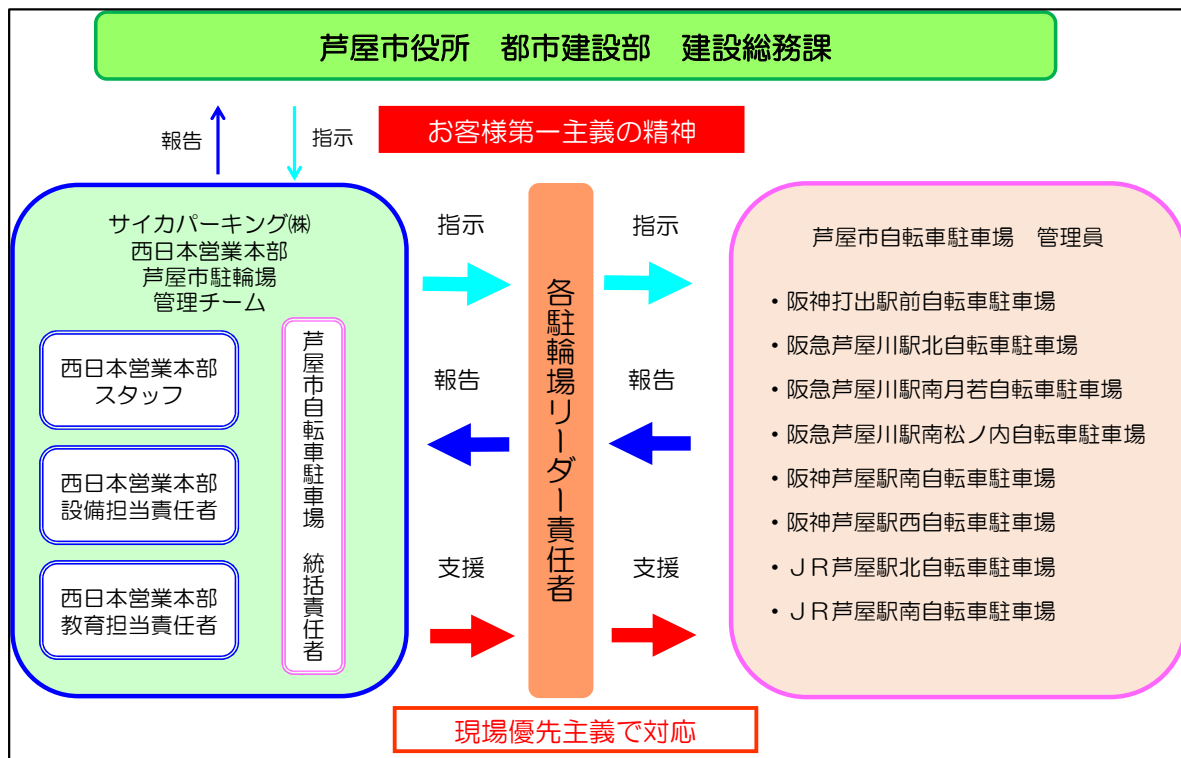 芦屋市役所　都市建設部　建設総務課
報告
指示
お客様第一主義の精神
サイカパーキング㈱
西日本営業本部
芦屋市駐輪場
管理チーム
西日本営業本部
スタッフ
西日本営業本部
設備担当責任者
西日本営業本部
教育担当責任者
芦屋市自転車駐車場　統括責任者
指示
報告
支援
各駐輪場リーダー責任者
指示
報告
支援
芦屋市自転車駐車場　管理員
・阪神打出駅前自転車駐車場
・阪急芦屋川駅北自転車駐車場
・阪急芦屋川駅南月若自転車駐車場
・阪急芦屋川駅南松ノ内自転車駐車場
・阪神芦屋駅南自転車駐車場
・阪神芦屋駅西自転車駐車場
・ＪＲ芦屋駅北自転車駐車場
・ＪＲ芦屋駅南自転車駐車場
現場優先主義で対応